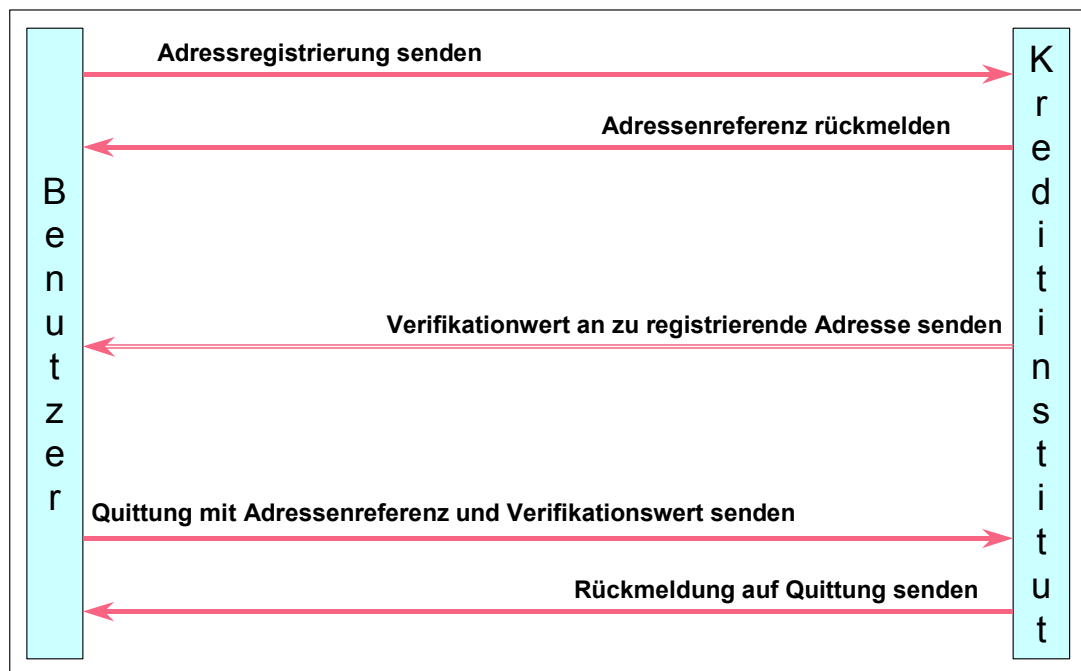 Adressregistrierung senden
Adressenreferenz rückmelden
Benutzer
Kreditinstitut
Verifikationwert an zu registrierende Adresse senden
Quittung mit Adressenreferenz und Verifikationswert senden
Rückmeldung auf Quittung senden